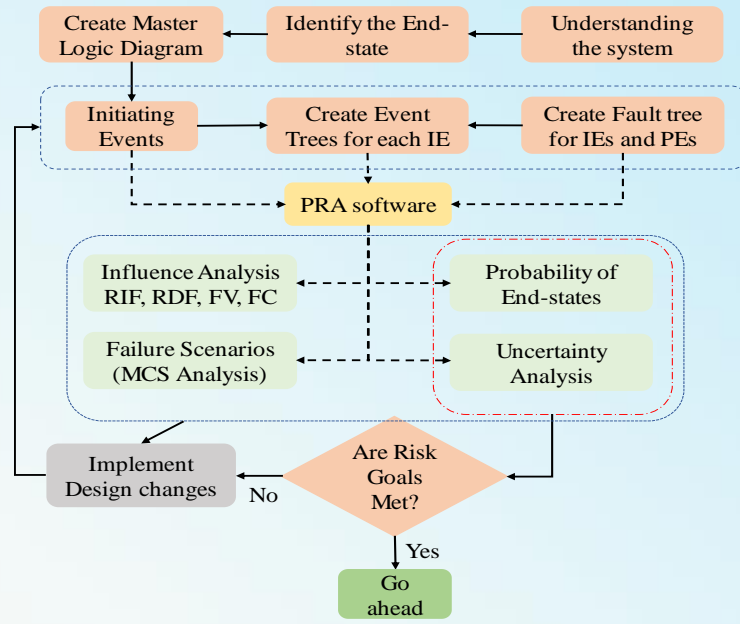 Create Master
Logic Diagram
Identify the End-
state
Understanding
the system
Initiating
Events
Create Event
Trees for each IE
Create Fault tree
for IEs and PEs
PRA software
Influence Analysis
RIF, RDF, FV, FC
Probability of
End-states
Failure Scenarios
(MCS Analysis)
Uncertainty
Analysis
Implement
Design changes
No
Are Risk
Goals
Met?
Yes
Go
ahead